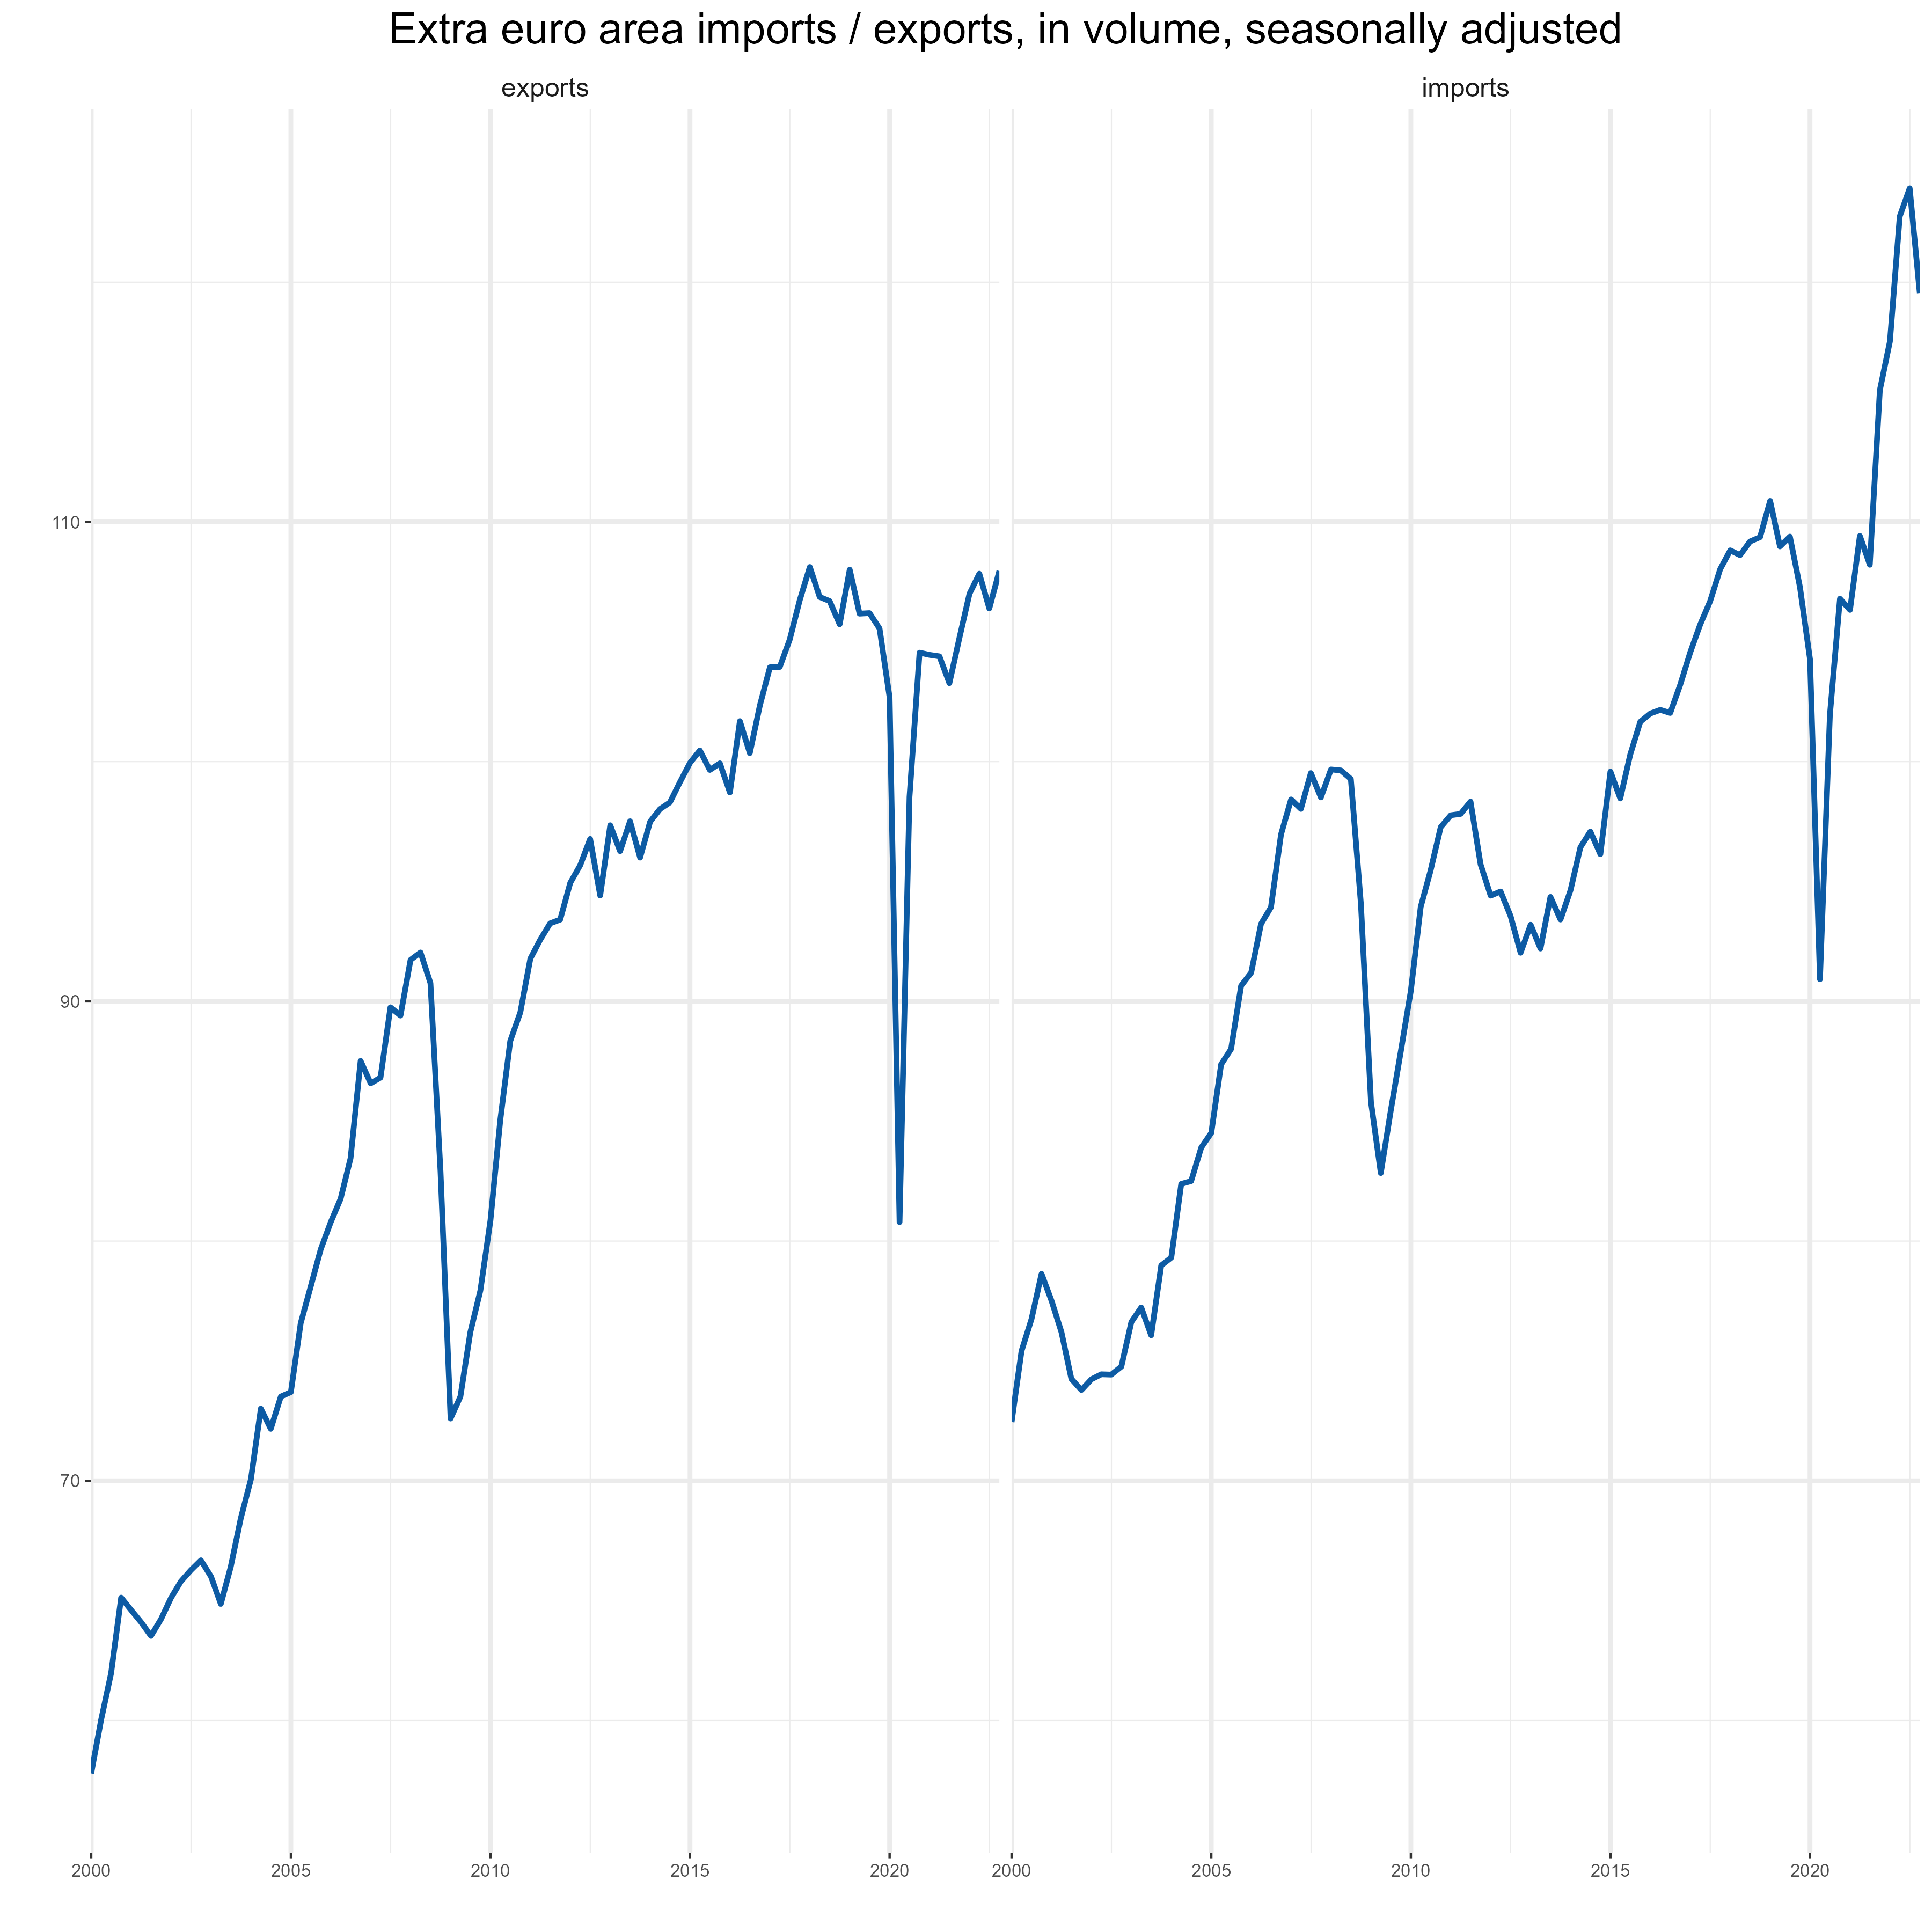 Extra euro area imports / exports, in volume, seasonally adjusted
exports
imports
110
90
70
2000 2005 2010 2015 2020 2000 2005 2010 2015 2020